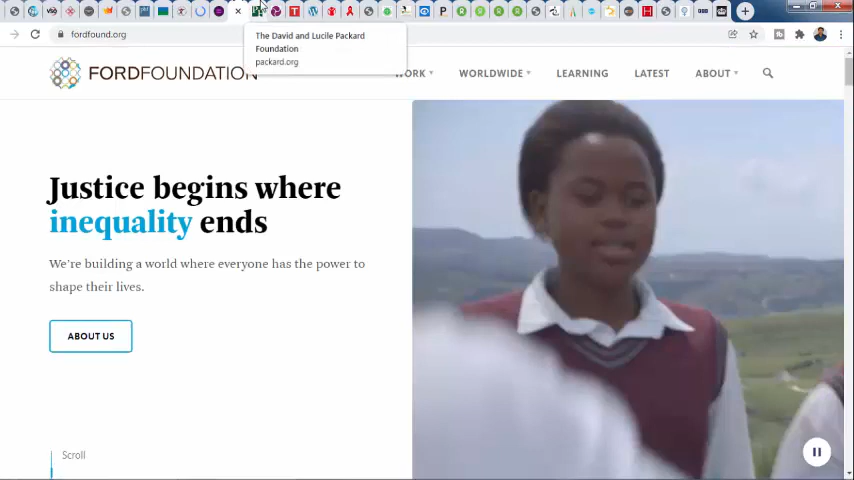 fordfound.org
The David and Lucile Packard
Foundation
packard.org
FORDFOUNDATION
WORK
WORLDWIDE
LEARNING
LATEST
ABOUT
Justice begins where
inequality ends
We're building a world where everyone has the power to
shape their lives.
ABOUT US
Scroll